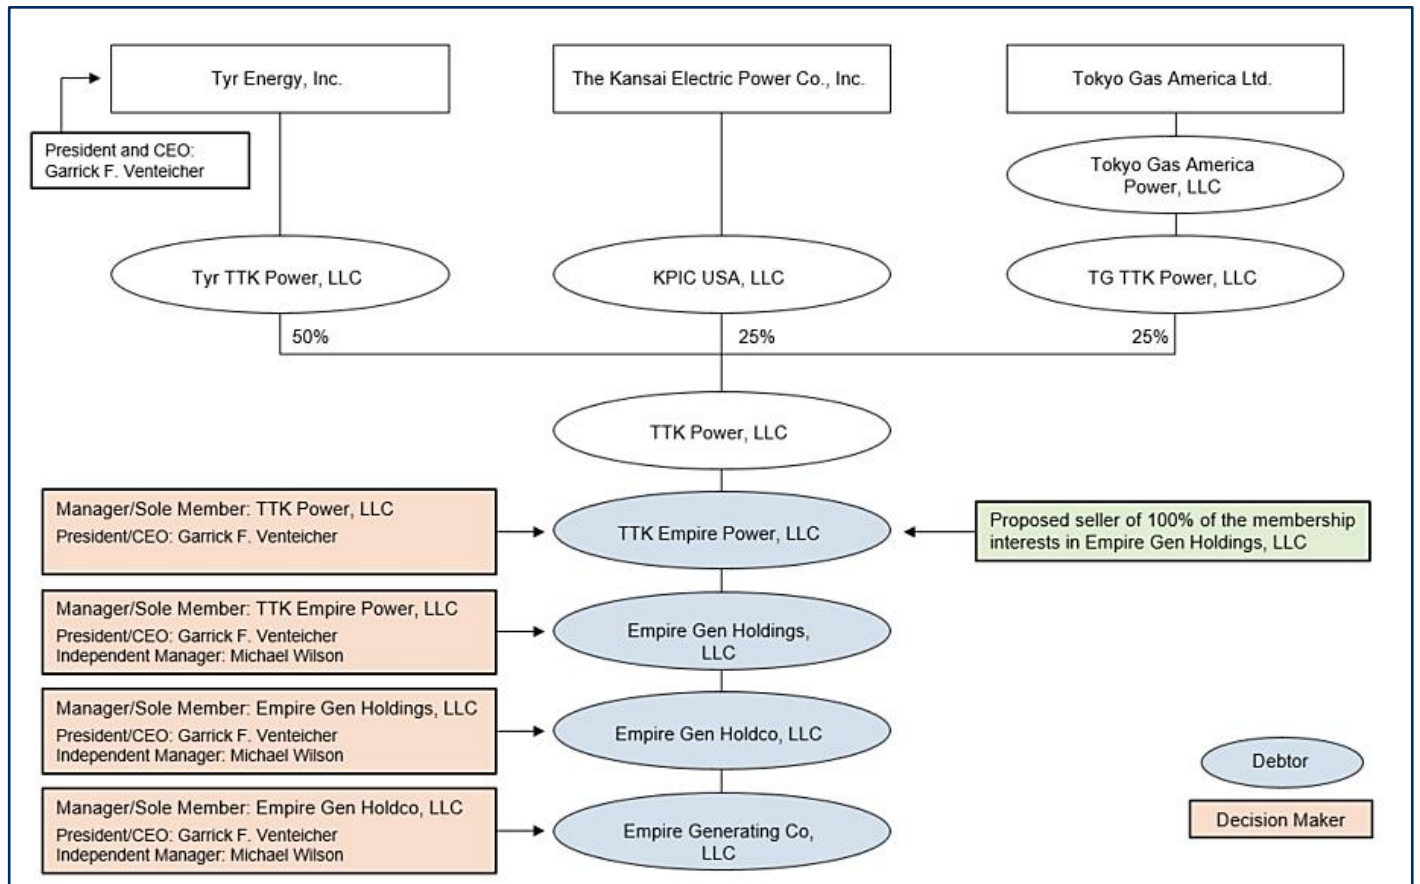 Tyr Energy, Inc.
The Kansai Electric Power Co., Inc.
Tokyo Gas America Ltd.
President and CEO:
Garrick F. Venteicher
Tokyo Gas America
Power, LLC
Tyr TTK Power, LLC
KPIC USA, LLC
TG TTK Power, LLC
50%
25%
25%
TTK Power, LLC
Manager/Sole Member: TTK Power, LLC
President/CEO: Garrick F. Venteicher
TTK Empire Power, LLC
Proposed seller of 100% of the membership
interests in Empire Gen Holdings, LLC
Manager/Sole Member: TTK Empire Power, LLC
President/CEO: Garrick F. Venteicher
Independent Manager: Michael Wilson
Empire Gen Holdings,
LLC
Manager/Sole Member: Empire Gen Holdings, LLC
President/CEO: Garrick F. Venteicher
Independent Manager: Michael Wilson
Empire Gen Holdco, LLC
Debtor
Manager/Sole Member: Empire Gen Holdco, LLC
President/CEO: Garrick F. Venteicher
Independent Manager: Michael Wilson
Empire Generating Co,
LLC
Decision Maker